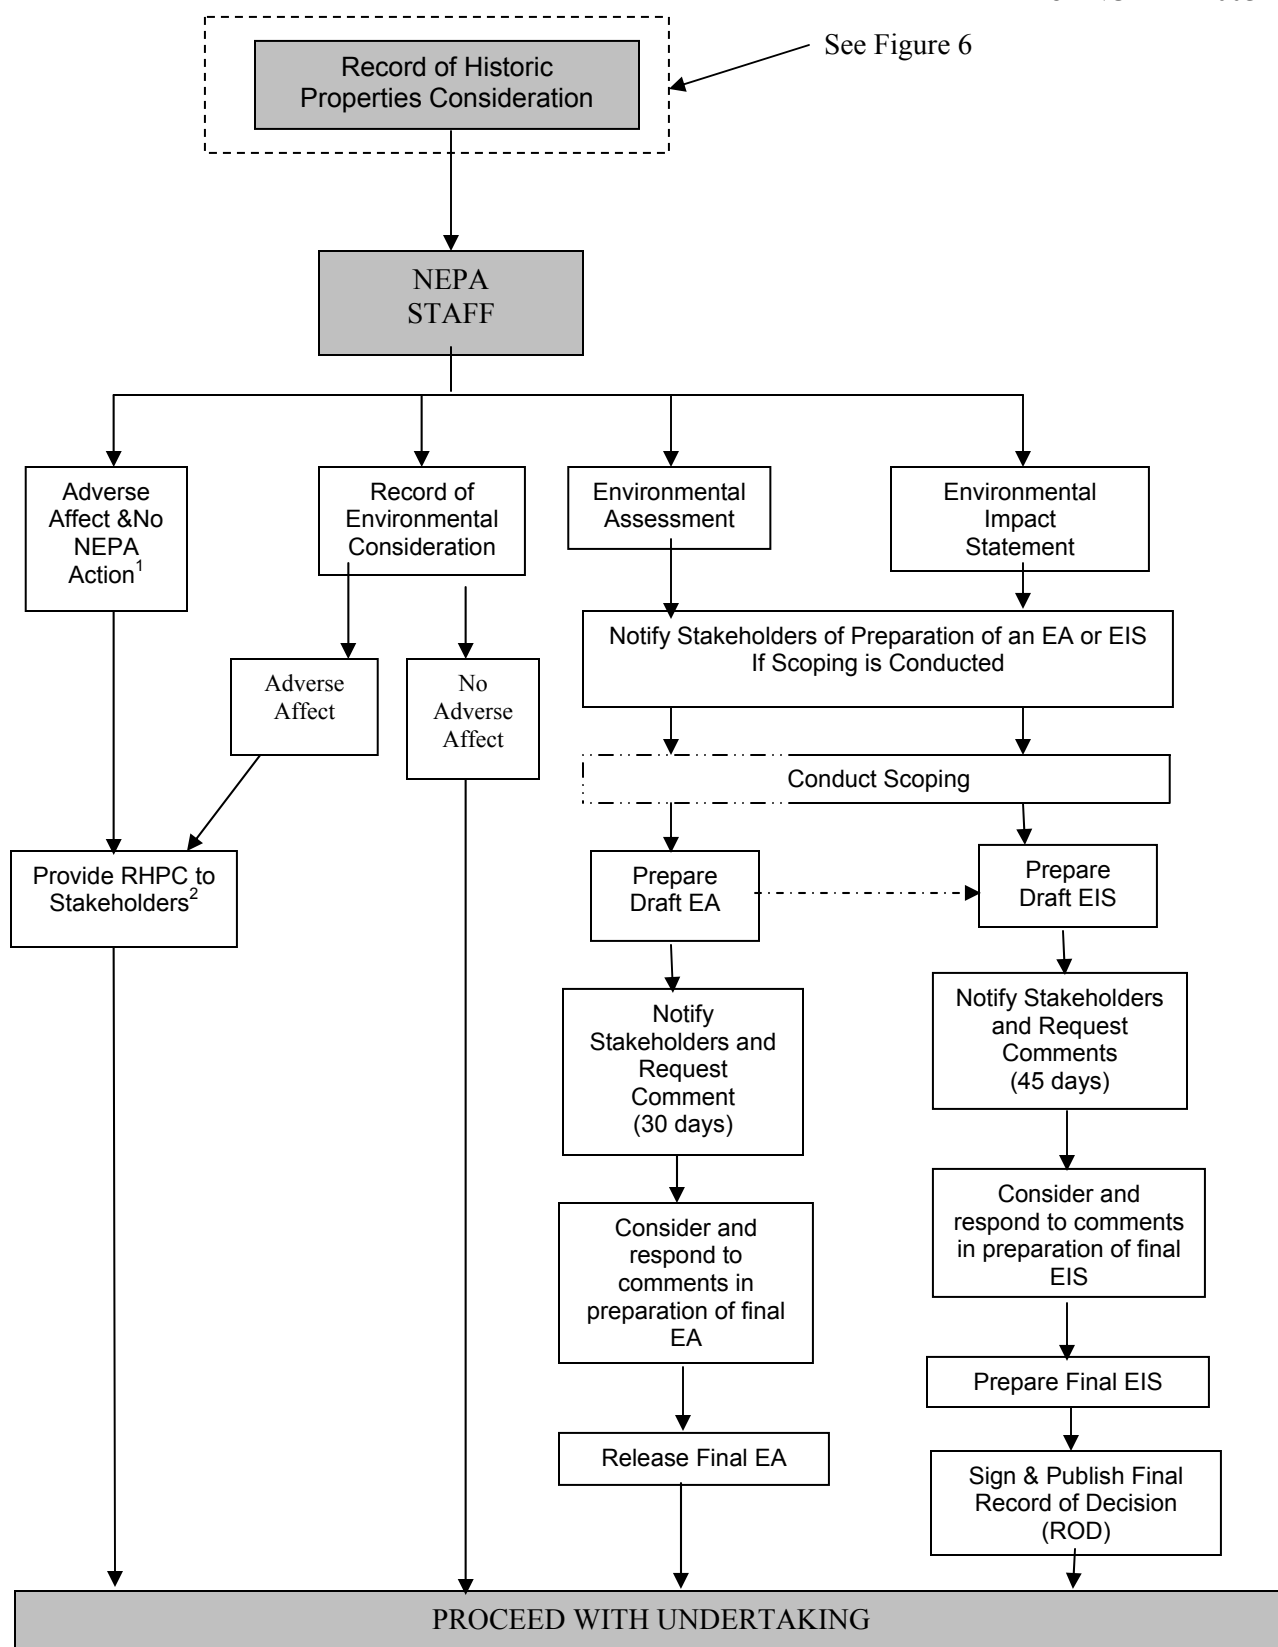 See Figure 6
Record of Historic
Properties Consideration
NEPA
STAFF
Adverse
Affect &No
NEPA
Action1
Record of
Environmental
Consideration
Environmental
Assessment
Environmental
Impact
Statement
Notify Stakeholders of Preparation of an EA or EIS
If Scoping is Conducted
Adverse
Affect
No
Adverse
Affect
Conduct Scoping
Provide RHPC to
Stakeholders2
Prepare
Draft EA
Prepare
Draft EIS
Notify
Stakeholders and
Request
Comment
(30 days)
Notify Stakeholders
and Request
Comments
(45 days)
Consider and
respond to
comments in
preparation of final
EA
Consider and
respond to comments
in preparation of final
EIS
Prepare Final EIS
Release Final EA
Sign & Publish Final
Record of Decision
(ROD)
PROCEED WITH UNDERTAKING